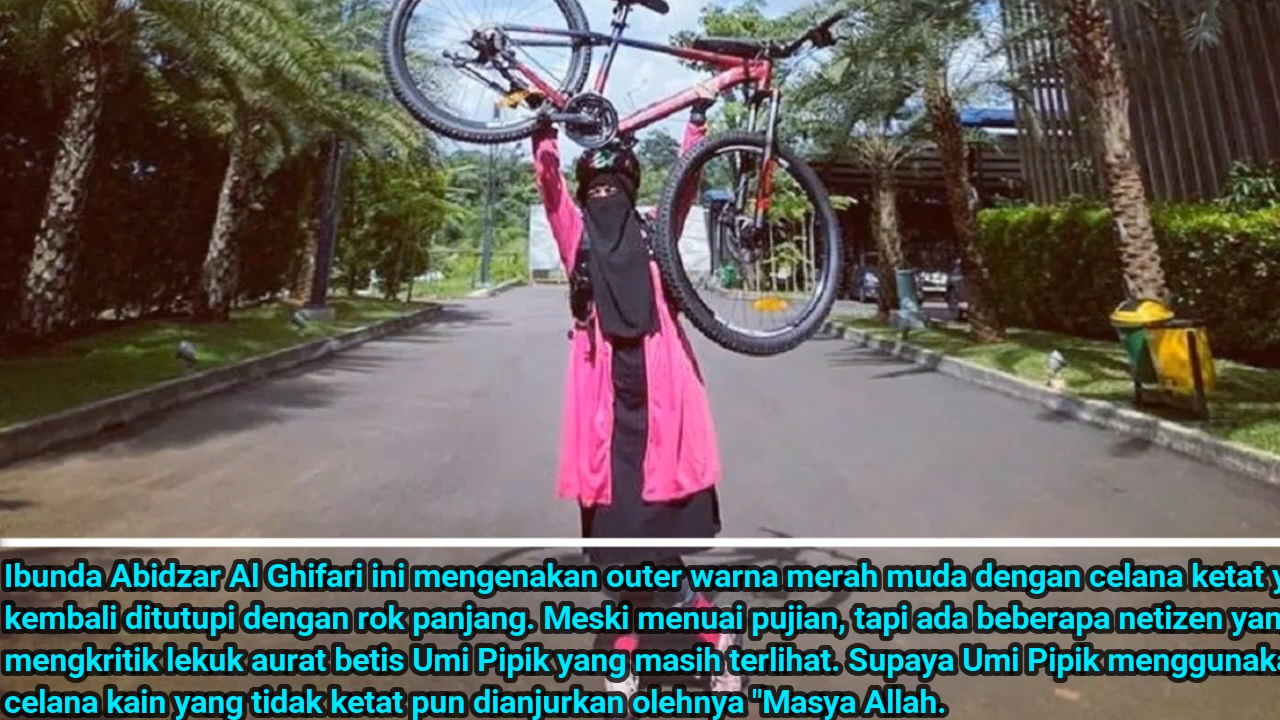 Ibunda Abidzar Al Ghifari ini mengenakan outer warna merah muda dengan celana ketat
kembali ditutupi dengan rok panjang. Meski menuai pujian, tapi ada beberapa netizen
mengkritik lekuk aurat betis Umi Pipik yang masih terlihat. Supaya Umi Pipik
celana kain yang tidak ketat pun dianjurkan olehnya "Masya Allah.